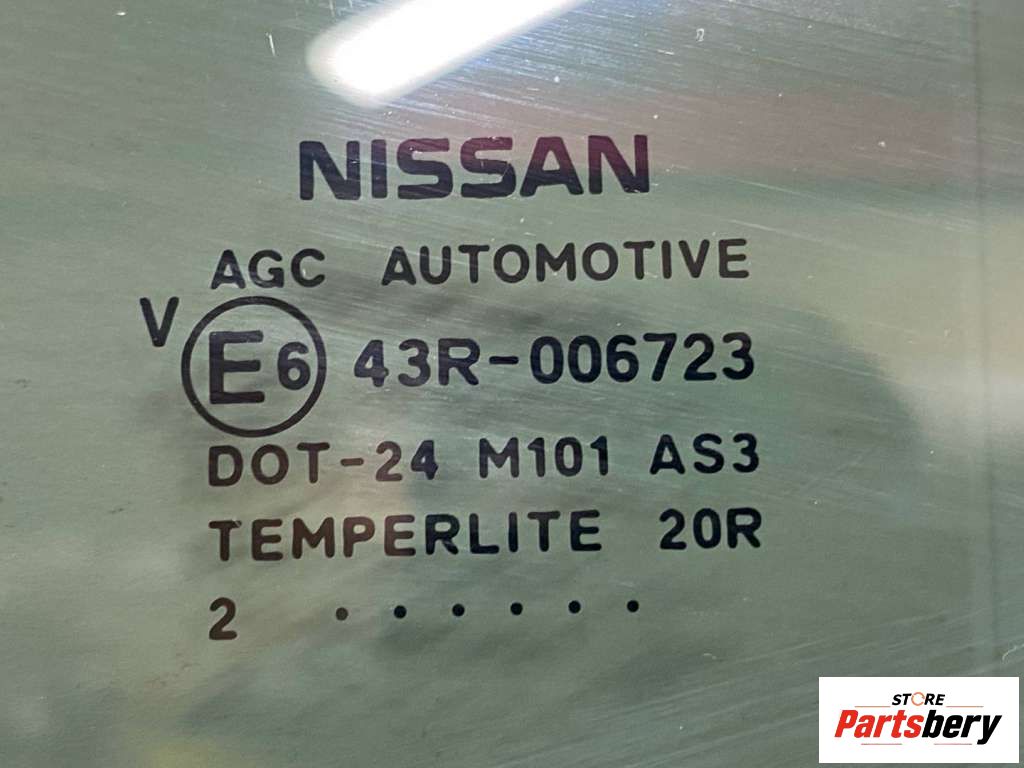 NISSAN
AGC AUTOMOTIVE
V E6 43R-006723
DOT-24 M101 AS3
TEMPERLITE 20R
2 • • • • • •
STORE
Partsbery